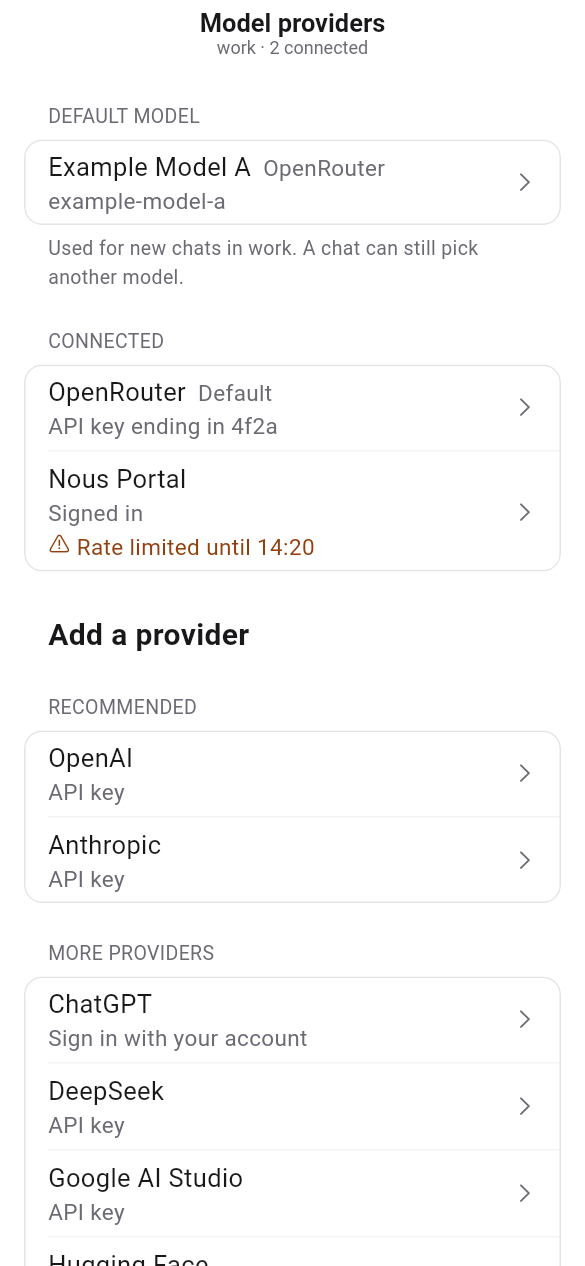 Model providers
work · 2 connected
DEFAULT MODEL
Example Model A OpenRouter
example-model-a
Used for new chats in work. A chat can still pick
another model.
CONNECTED
OpenRouter Default
API key ending in 4f2a
Nous Portal
Signed in
Rate limited until 14:20
Add a provider
RECOMMENDED
OpenAI
API key
Anthropic
API key
MORE PROVIDERS
ChatGPT
Sign in with your account
DeepSeek
API key
Google AI Studio
API key
Hugging Face